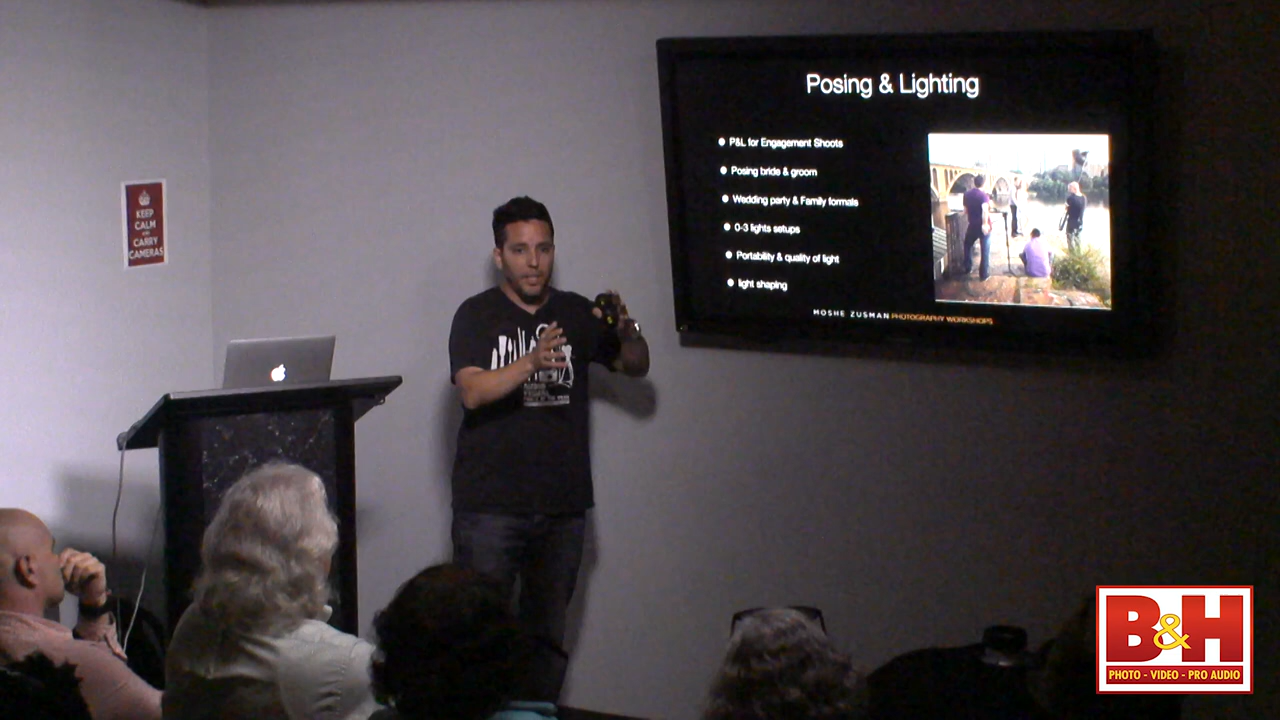 Posing & Lighting
P&L for Engagement Shoots
Posing bride & groom
Wedding party & Family formals
0-3 lights setups
Portability & quality of light
light shaping
MOSHE ZUSMAN PHOTOGRAPHY WORKSHOPS
KEEP
CALM
AND
CARRY
CAMERAS
B&H
PHOTO - VIDEO - PRO AUDIO